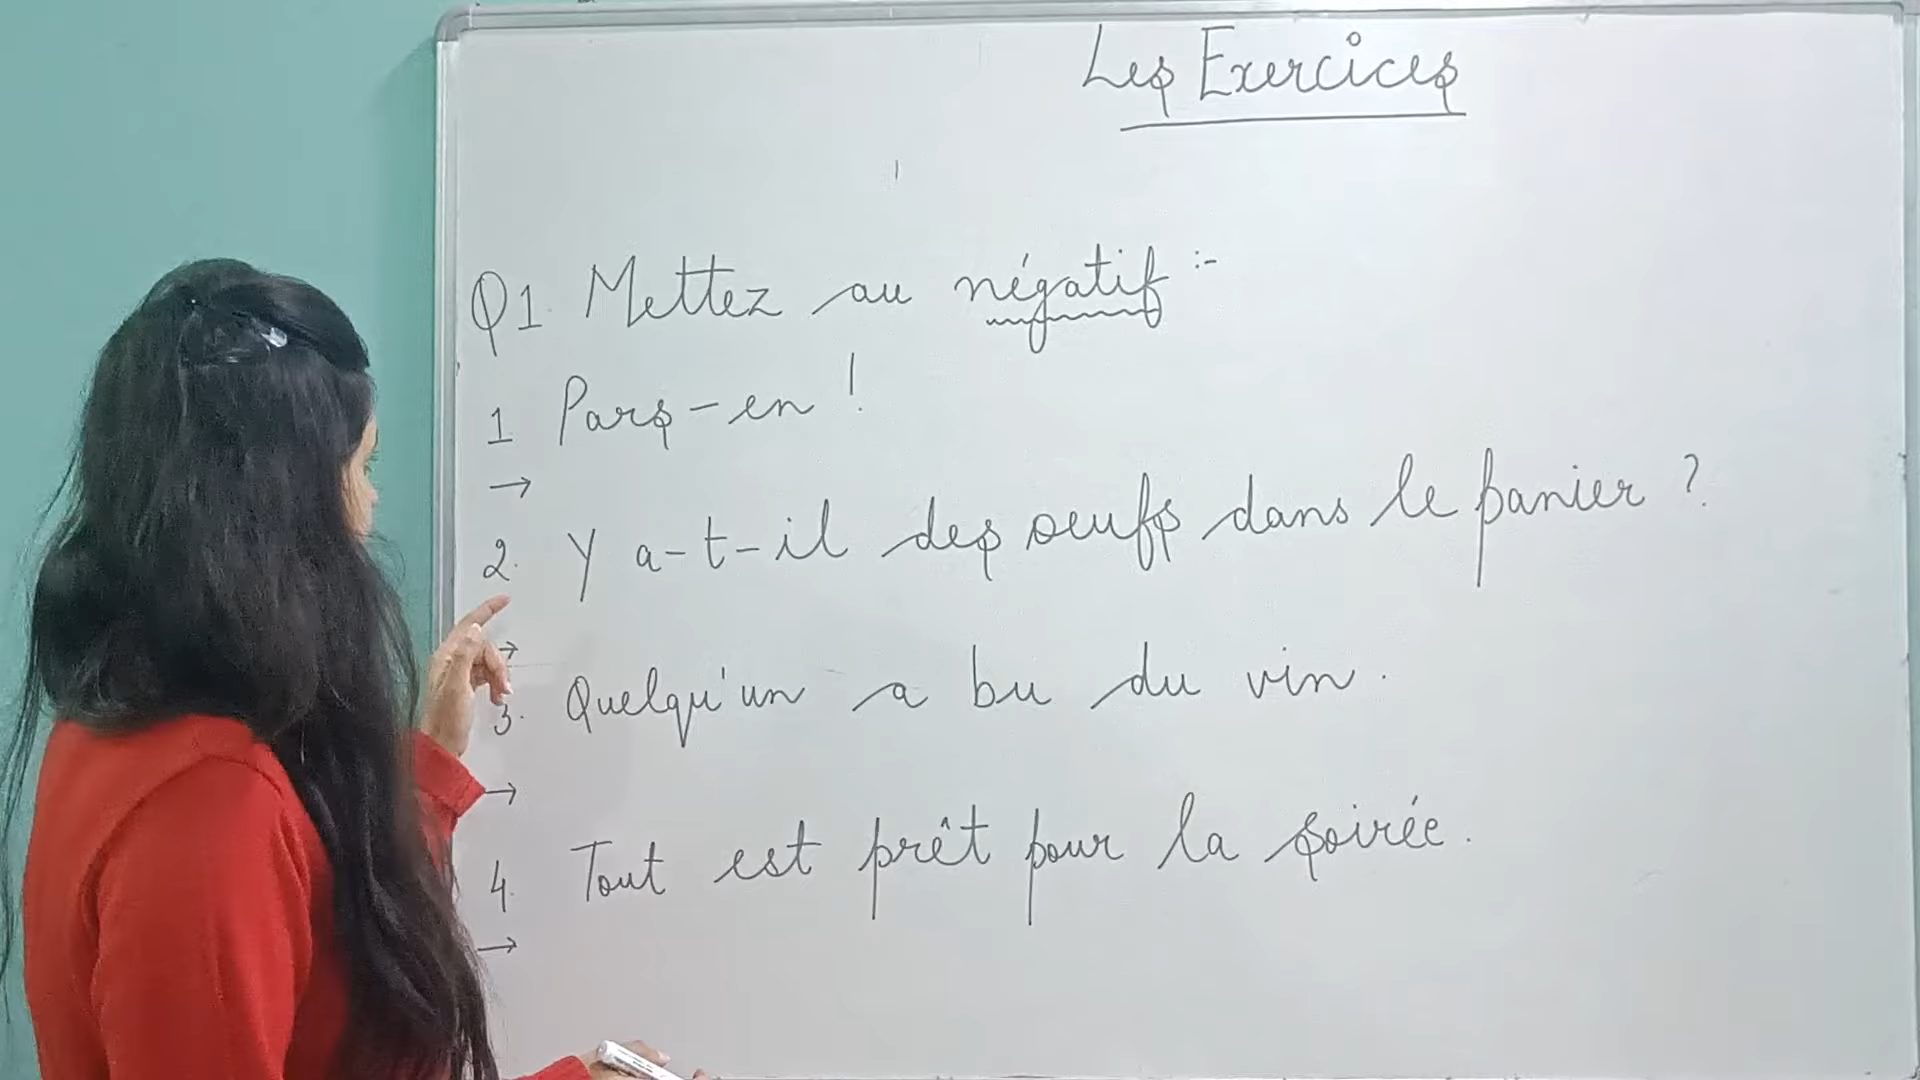 Les Exercices
Q1 Mettez au négatif :-
1 Pars-en !
→
2. Y a-t-il des oeufs dans le panier ?
→
3. Quelqu'un a bu du vin.
→
4. Tout est prêt pour la soirée.
→